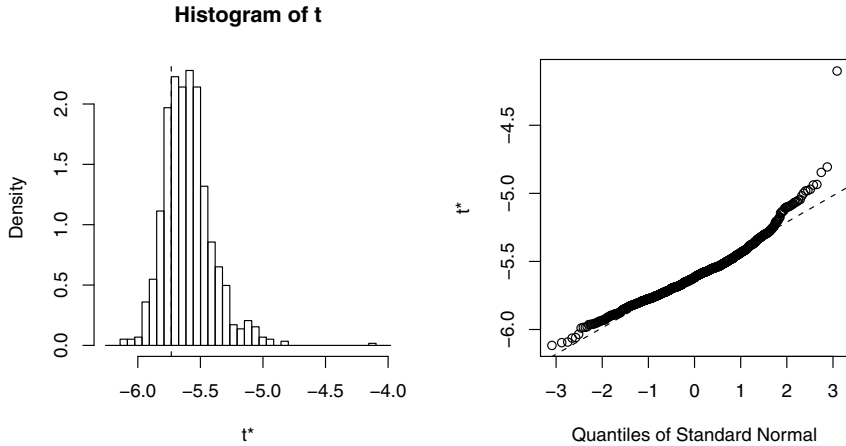 Histogram of t
Density
0.0 0.5 1.0 1.5 2.0
−6.0 −5.5 −5.0 −4.5 −4.0
t*
t*
−6.0 −5.5 −5.0 −4.5
−3 −2 −1 0 1 2 3
Quantiles of Standard Normal